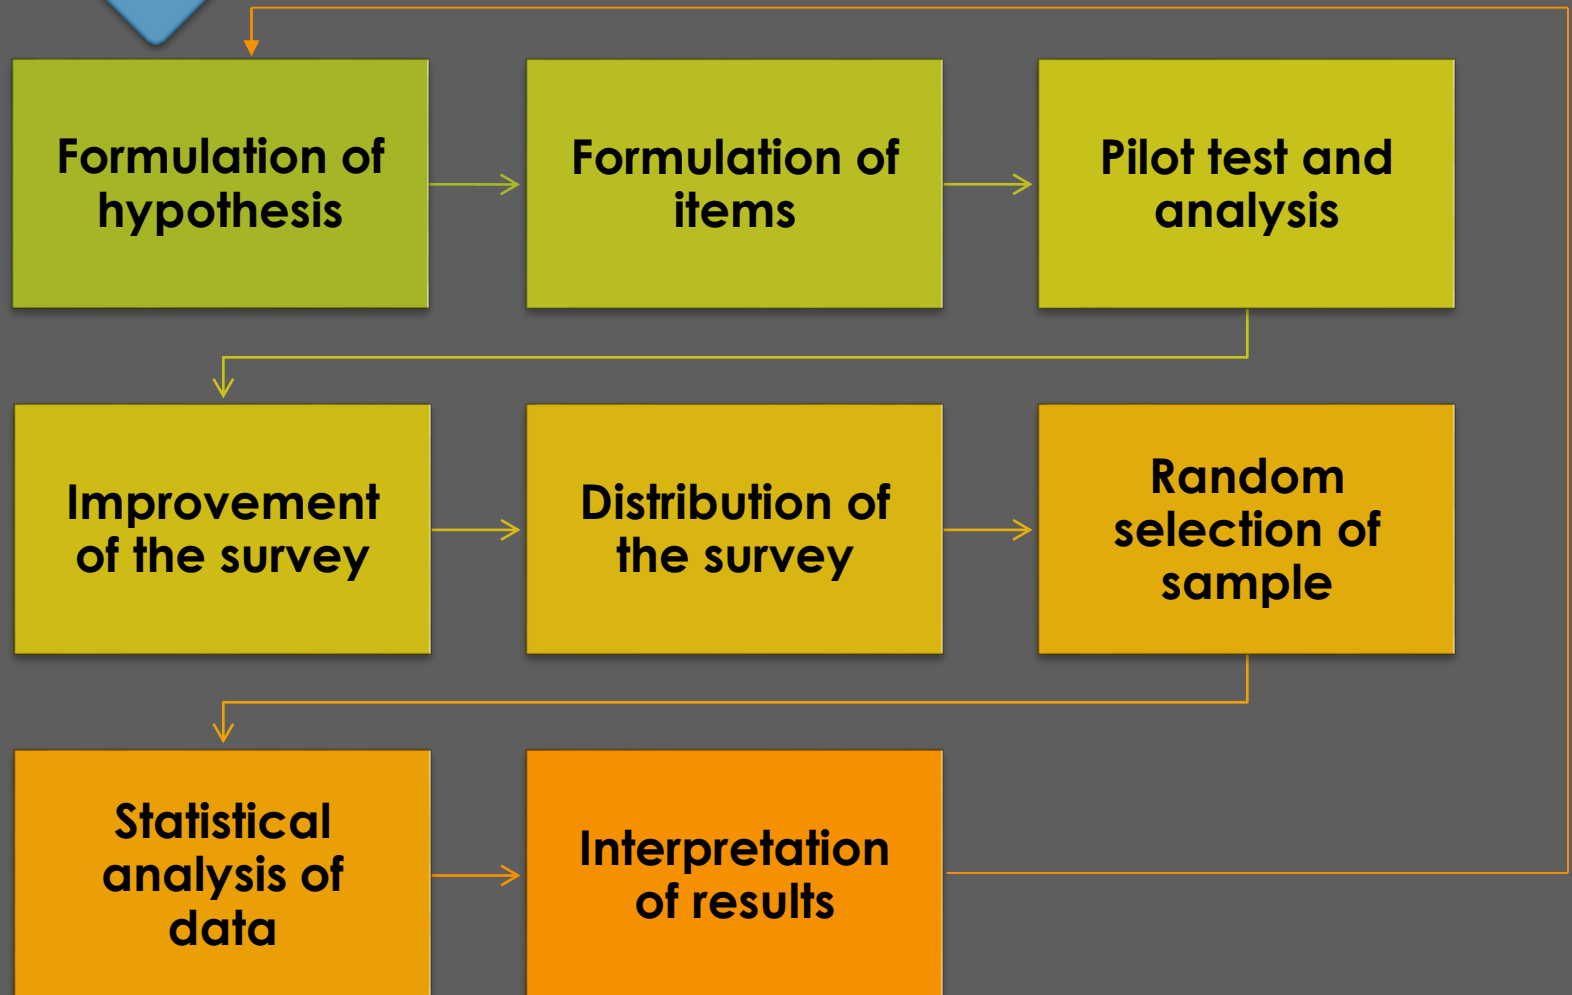 Formulation of
hypothesis
Formulation of
items
Pilot test and
analysis
Improvement
of the survey
Distribution of
the survey
Random
selection of
sample
Statistical
analysis of
data
Interpretation
of results